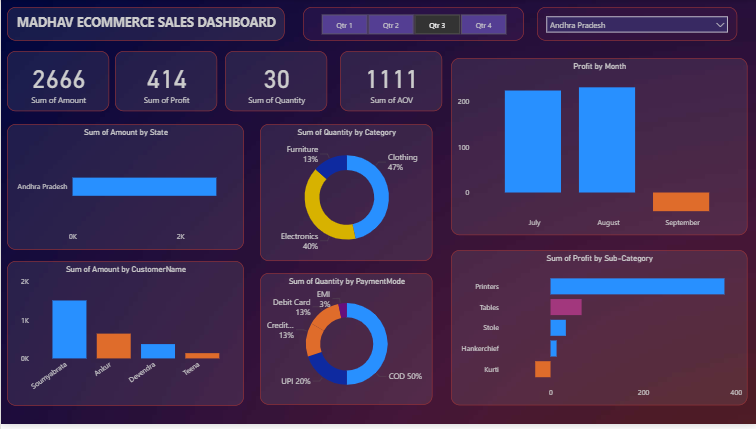 MADHAV ECOMMERCE SALES DASHBOARD
Qtr 1
Qtr 2
Qtr 3
Qtr 4
Andhra Pradesh
2666
Sum of Amount
414
Sum of Profit
30
Sum of Quantity
1111
Sum of AOV
Profit by Month
200
100
0
July
August
September
Sum of Amount by State
Andhra Pradesh
0K
2K
Sum of Quantity by Category
Furniture
13%
Clothing
47%
Electronics
40%
Sum of Amount by CustomerName
2K
1K
0K
Soumyabrata
Ankur
Devendra
Teena
Sum of Quantity by PaymentMode
EMI
3%
Debit Card
13%
Credit...
13%
UPI 20%
COD 50%
Sum of Profit by Sub-Category
Printers
Tables
Stole
Hankerchief
Kurti
0
200
400